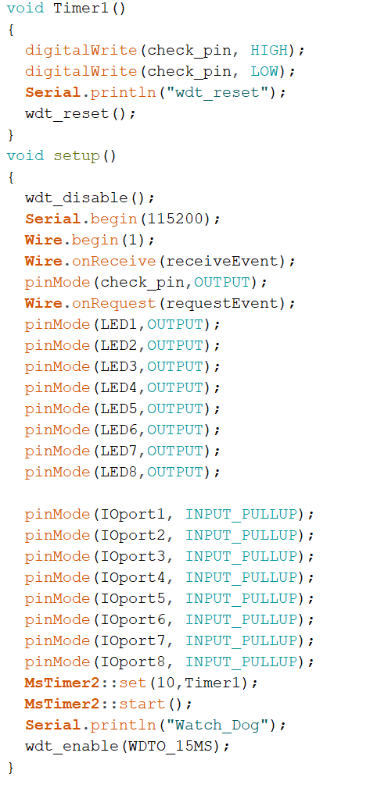 void Timer1()
{
  digitalWrite(check_pin, HIGH);
  digitalWrite(check_pin, LOW);
  Serial.println("wdt_reset");
  wdt_reset();
}
void setup()
{
  wdt_disable();
  Serial.begin(115200);
  Wire.begin(1);
  Wire.onReceive(receiveEvent);
  pinMode(check_pin,OUTPUT);
  Wire.onRequest(requestEvent);
  pinMode(LED1,OUTPUT);
  pinMode(LED2,OUTPUT);
  pinMode(LED3,OUTPUT);
  pinMode(LED4,OUTPUT);
  pinMode(LED5,OUTPUT);
  pinMode(LED6,OUTPUT);
  pinMode(LED7,OUTPUT);
  pinMode(LED8,OUTPUT);

  pinMode(IOport1, INPUT_PULLUP);
  pinMode(IOport2, INPUT_PULLUP);
  pinMode(IOport3, INPUT_PULLUP);
  pinMode(IOport4, INPUT_PULLUP);
  pinMode(IOport5, INPUT_PULLUP);
  pinMode(IOport6, INPUT_PULLUP);
  pinMode(IOport7, INPUT_PULLUP);
  pinMode(IOport8, INPUT_PULLUP);
  MsTimer2::set(10,Timer1);
  MsTimer2::start();
  Serial.println("Watch_Dog");
  wdt_enable(WDTO_15MS);
}